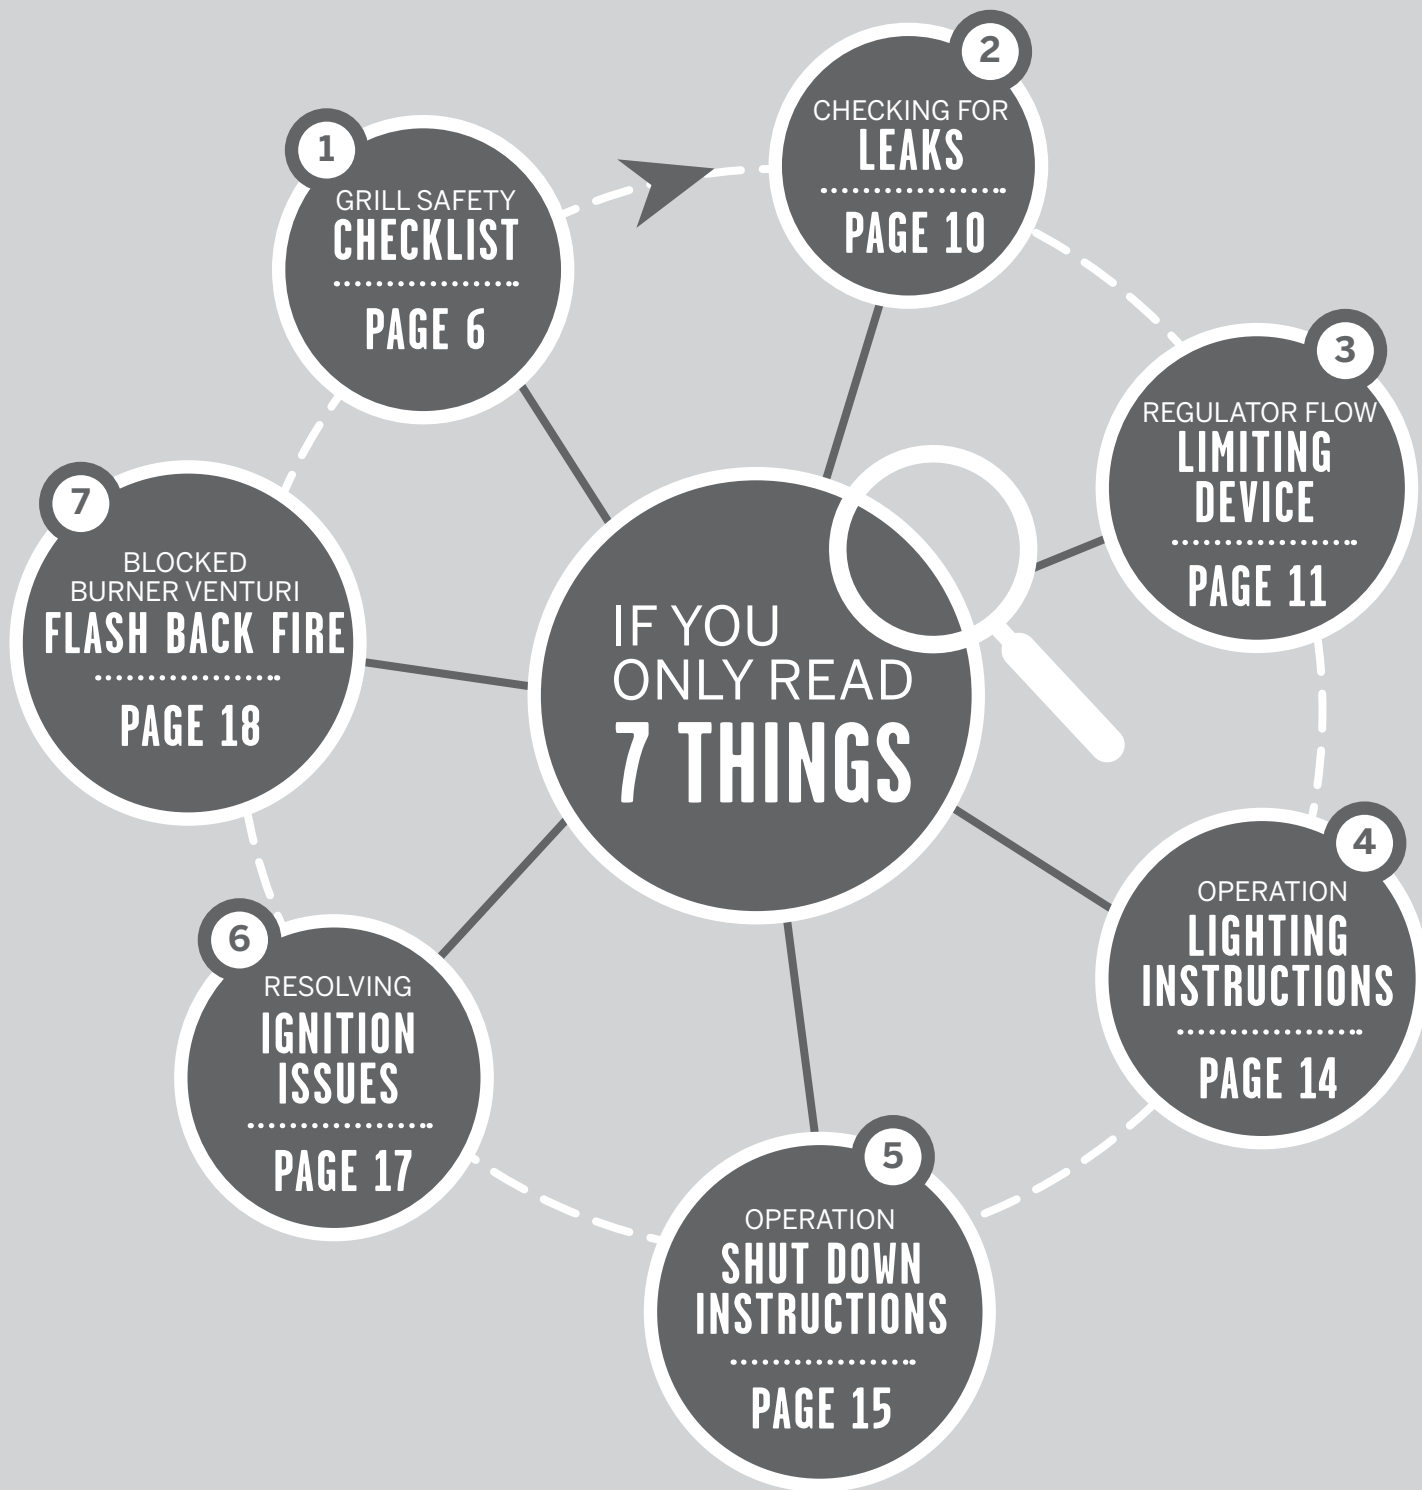 IF YOU
ONLY READ
7 THINGS
1
GRILL SAFETY
CHECKLIST
PAGE 6
2
CHECKING FOR
LEAKS
PAGE 10
3
REGULATOR FLOW
LIMITING
DEVICE
PAGE 11
4
OPERATION
LIGHTING
INSTRUCTIONS
PAGE 14
5
OPERATION
SHUT DOWN
INSTRUCTIONS
PAGE 15
6
RESOLVING
IGNITION
ISSUES
PAGE 17
7
BLOCKED
BURNER VENTURI
FLASH BACK FIRE
PAGE 18